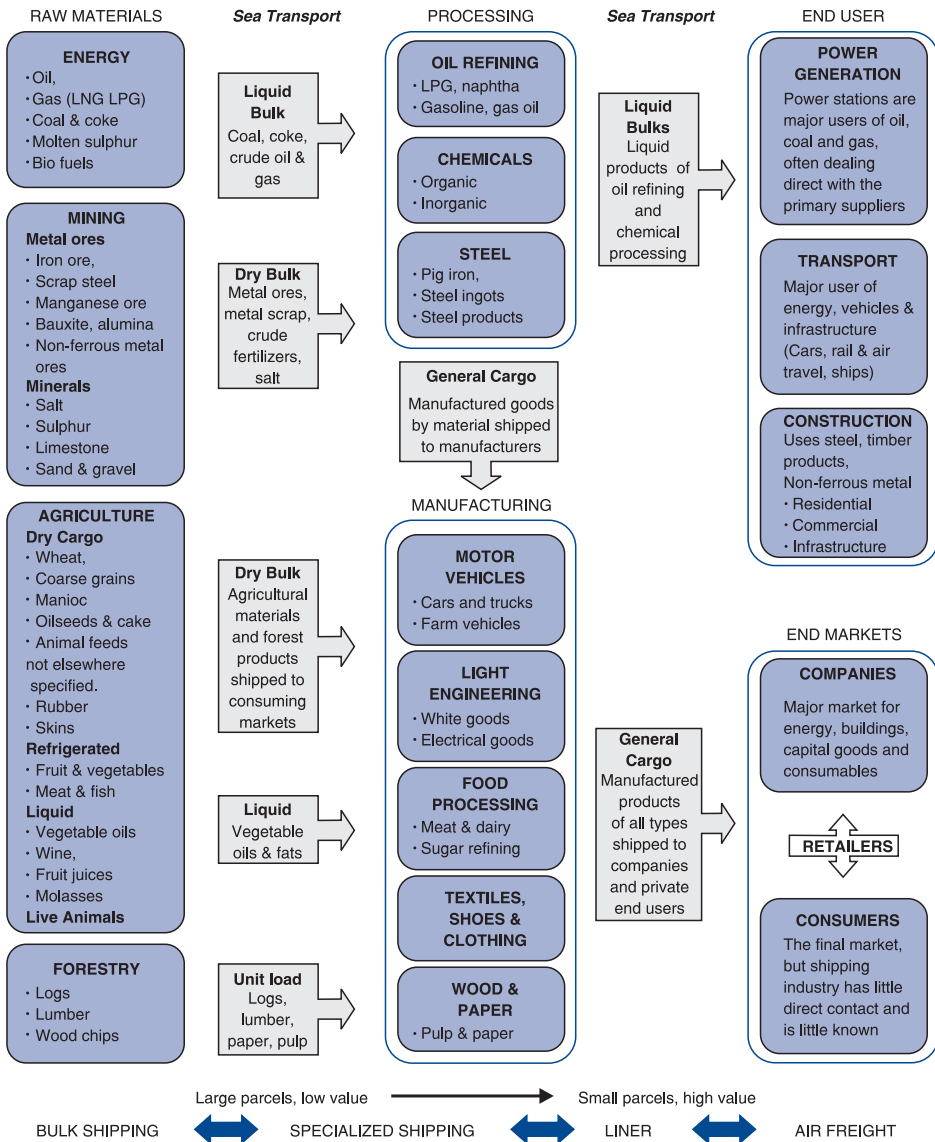 RAW MATERIALS
ENERGY
· Oil,
· Gas (LNG LPG)
· Coal & coke
· Molten sulphur
· Bio fuels
MINING
Metal ores
· Iron ore,
· Scrap steel
· Manganese ore
· Bauxite, alumina
· Non-ferrous metal
ores
Minerals
· Salt
· Sulphur
· Limestone
· Sand & gravel
AGRICULTURE
Dry Cargo
· Wheat,
· Coarse grains
· Manioc
· Oilseeds & cake
· Animal feeds
not elsewhere
specified.
· Rubber
· Skins
Refrigerated
· Fruit & vegetables
· Meat & fish
Liquid
· Vegetable oils
· Wine,
· Fruit juices
· Molasses
Live Animals
FORESTRY
· Logs
· Lumber
· Wood chips
Sea Transport
Liquid
Bulk
Coal, coke,
crude oil &
gas
Dry Bulk
Metal ores,
metal scrap,
crude
fertilizers,
salt
Dry Bulk
Agricultural
materials
and forest
products
shipped to
consuming
markets
Liquid
Vegetable
oils & fats
Unit load
Logs,
lumber,
paper, pulp
PROCESSING
OIL REFINING
· LPG, naphtha
· Gasoline, gas oil
CHEMICALS
· Organic
· Inorganic
STEEL
· Pig iron,
· Steel ingots
· Steel products
General Cargo
Manufactured goods
by material shipped
to manufacturers
MANUFACTURING
MOTOR
VEHICLES
· Cars and trucks
· Farm vehicles
LIGHT
ENGINEERING
· White goods
· Electrical goods
FOOD
PROCESSING
· Meat & dairy
· Sugar refining
TEXTILES,
SHOES &
CLOTHING
WOOD &
PAPER
· Pulp & paper
Sea Transport
Liquid
Bulks
Liquid
products of
oil refining
and
chemical
processing
General
Cargo
Manufactured
products
of all types
shipped to
companies
and private
end users
END USER
POWER
GENERATION
Power stations are
major users of oil,
coal and gas,
often dealing
direct with the
primary suppliers
TRANSPORT
Major user of
energy, vehicles &
infrastructure
(Cars, rail & air
travel, ships)
CONSTRUCTION
Uses steel, timber
products,
Non-ferrous metal
· Residential
· Commercial
· Infrastructure
END MARKETS
COMPANIES
Major market for
energy, buildings,
capital goods and
consumables
RETAILERS
CONSUMERS
The final market,
but shipping
industry has little
direct contact and
is little known
Large parcels, low value
Small parcels, high value
BULK SHIPPING
SPECIALIZED SHIPPING
LINER
AIR FREIGHT